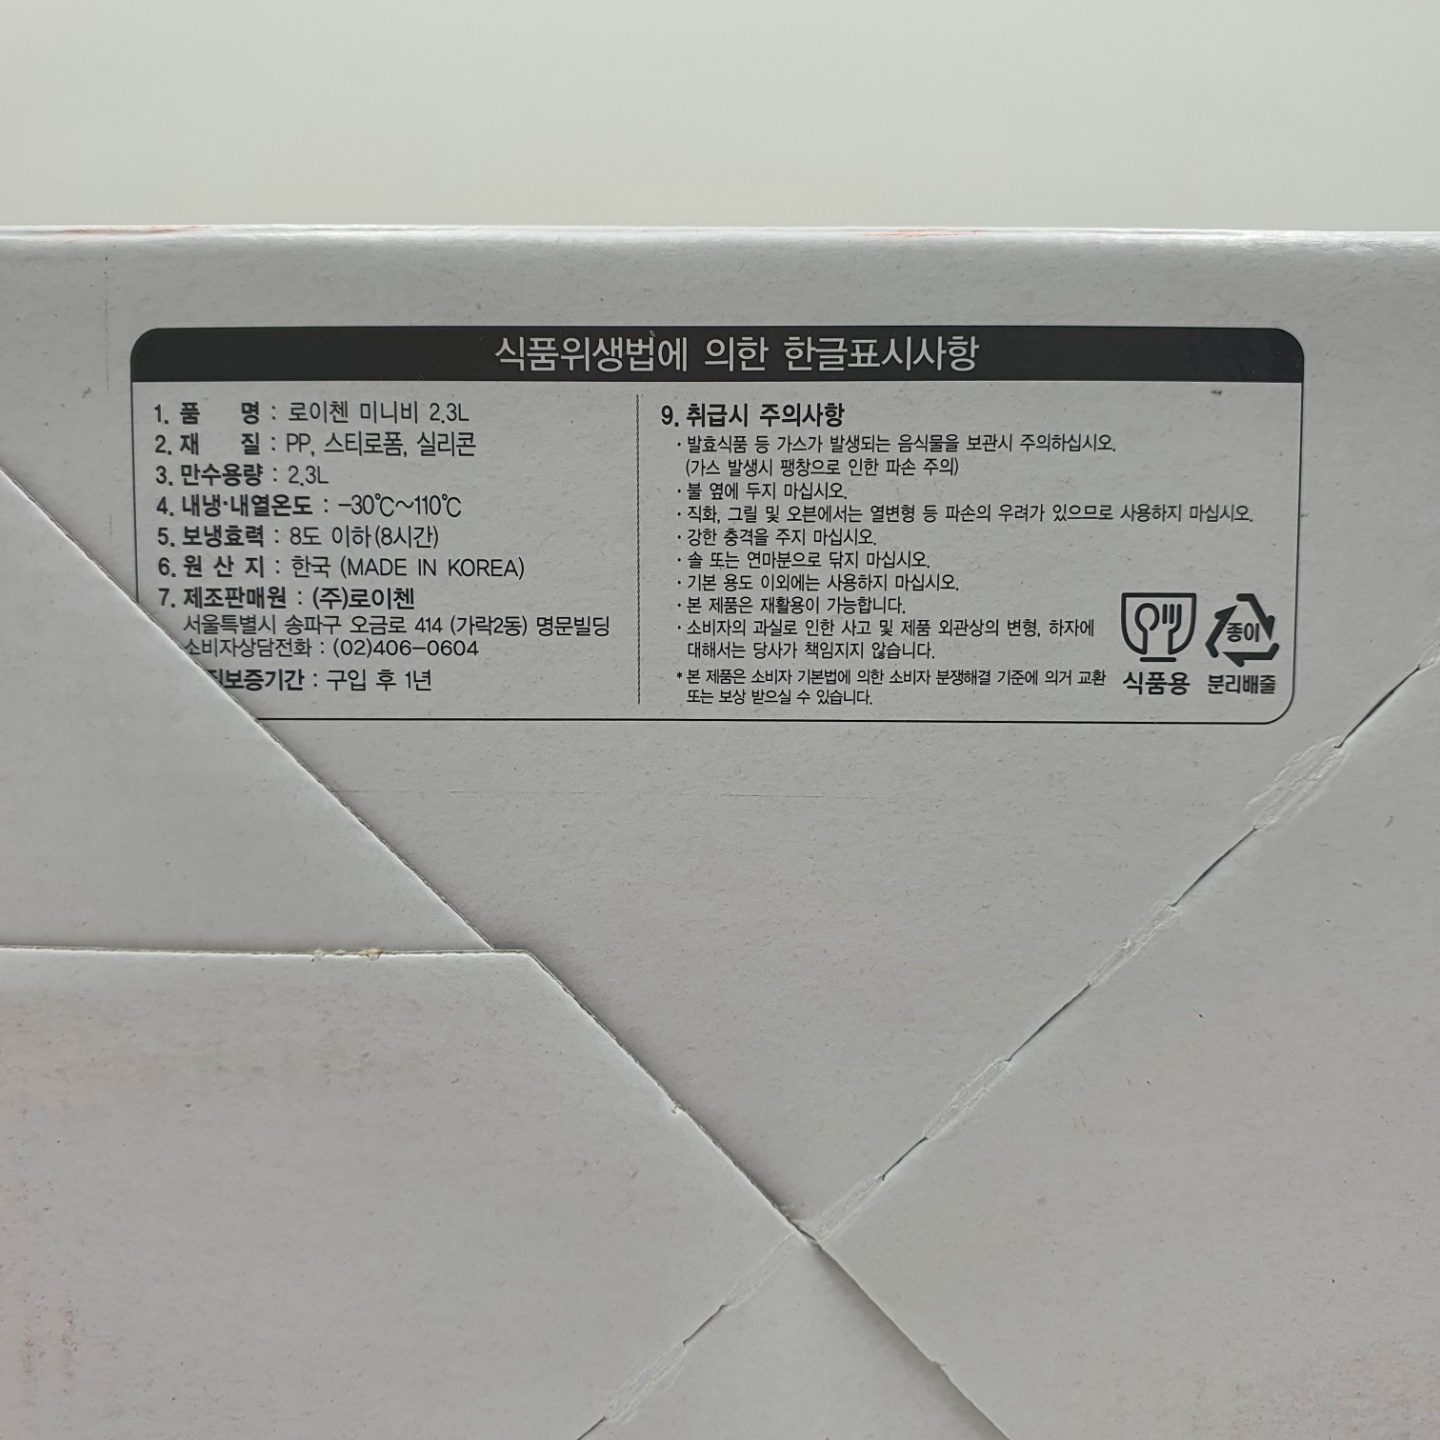 식품위생법에 의한 한글표시사항
1. 품 명 : 로이첸 미니비 2.3L
2. 재 질 : PP, 스티로폼, 실리콘
3. 만수용량 : 2.3L
4. 내냉·내열온도 : -30℃~110℃
5. 보냉효력 : 8도 이하(8시간)
6. 원 산 지 : 한국 (MADE IN KOREA)
7. 제조판매원 : (주)로이첸
서울특별시 송파구 오금로 414 (가락2동) 명문빌딩
소비자상담전화 : (02)406-0604
질보증기간 : 구입 후 1년
9. 취급시 주의사항
· 발효식품 등 가스가 발생되는 음식물을 보관시 주의하십시오.
(가스 발생시 팽창으로 인한 파손 주의)
· 불 옆에 두지 마십시오.
· 직화, 그릴 및 오븐에서는 열변형 등 파손의 우려가 있으므로 사용하지 마십시오.
· 강한 충격을 주지 마십시오.
· 솔 또는 연마분으로 닦지 마십시오.
· 기본 용도 이외에는 사용하지 마십시오.
· 본 제품은 재활용이 가능합니다.
· 소비자의 과실로 인한 사고 및 제품 외관상의 변형, 하자에
대해서는 당사가 책임지지 않습니다.
* 본 제품은 소비자 기본법에 의한 소비자 분쟁해결 기준에 의거 교환
또는 보상 받으실 수 있습니다.
식품용
종이
분리배출